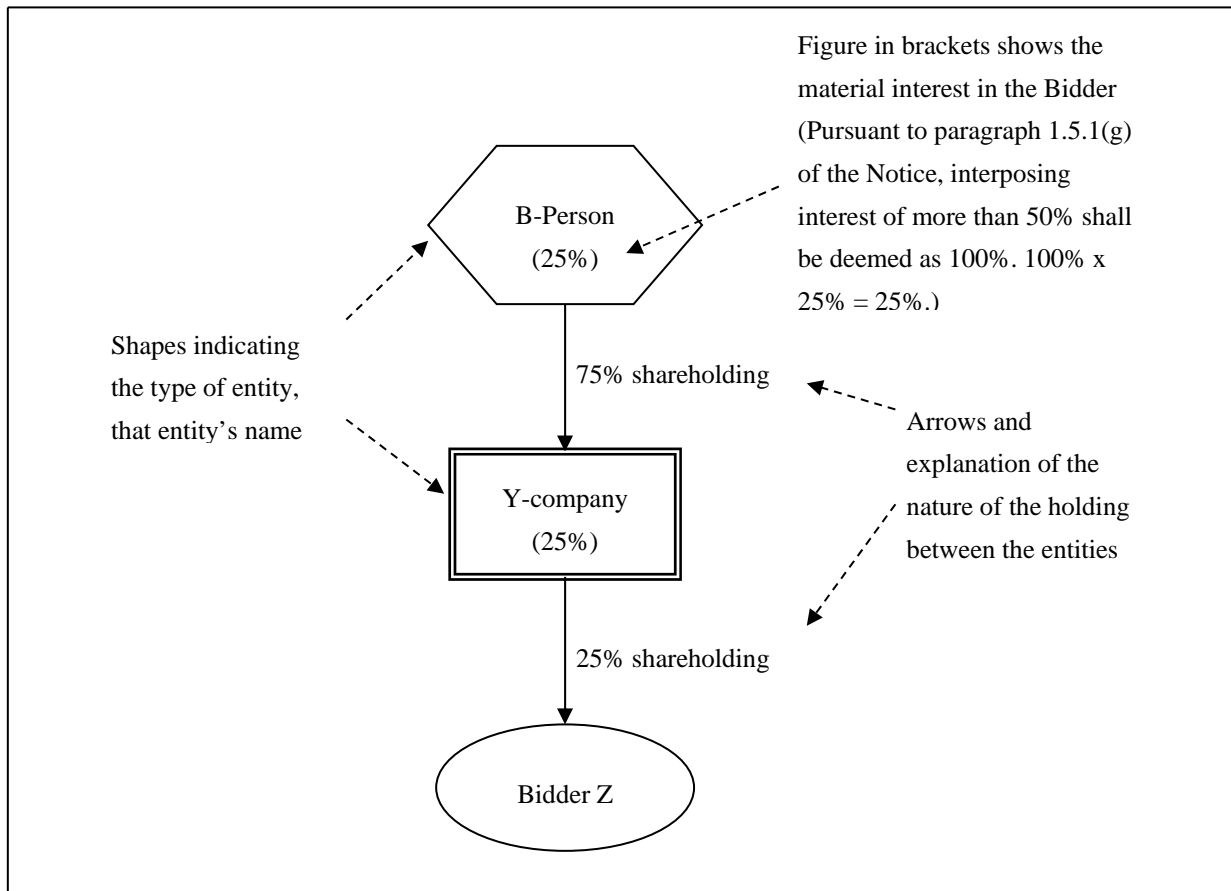 Figure in brackets shows the
material interest in the Bidder
(Pursuant to paragraph 1.5.1(g)
of the Notice, interposing
interest of more than 50% shall
be deemed as 100%. 100% x
25% = 25%.)
B-Person
(25%)
Shapes indicating
the type of entity,
that entity's name
75% shareholding
Arrows and
explanation of the
nature of the holding
between the entities
Y-company
(25%)
25% shareholding
Bidder Z